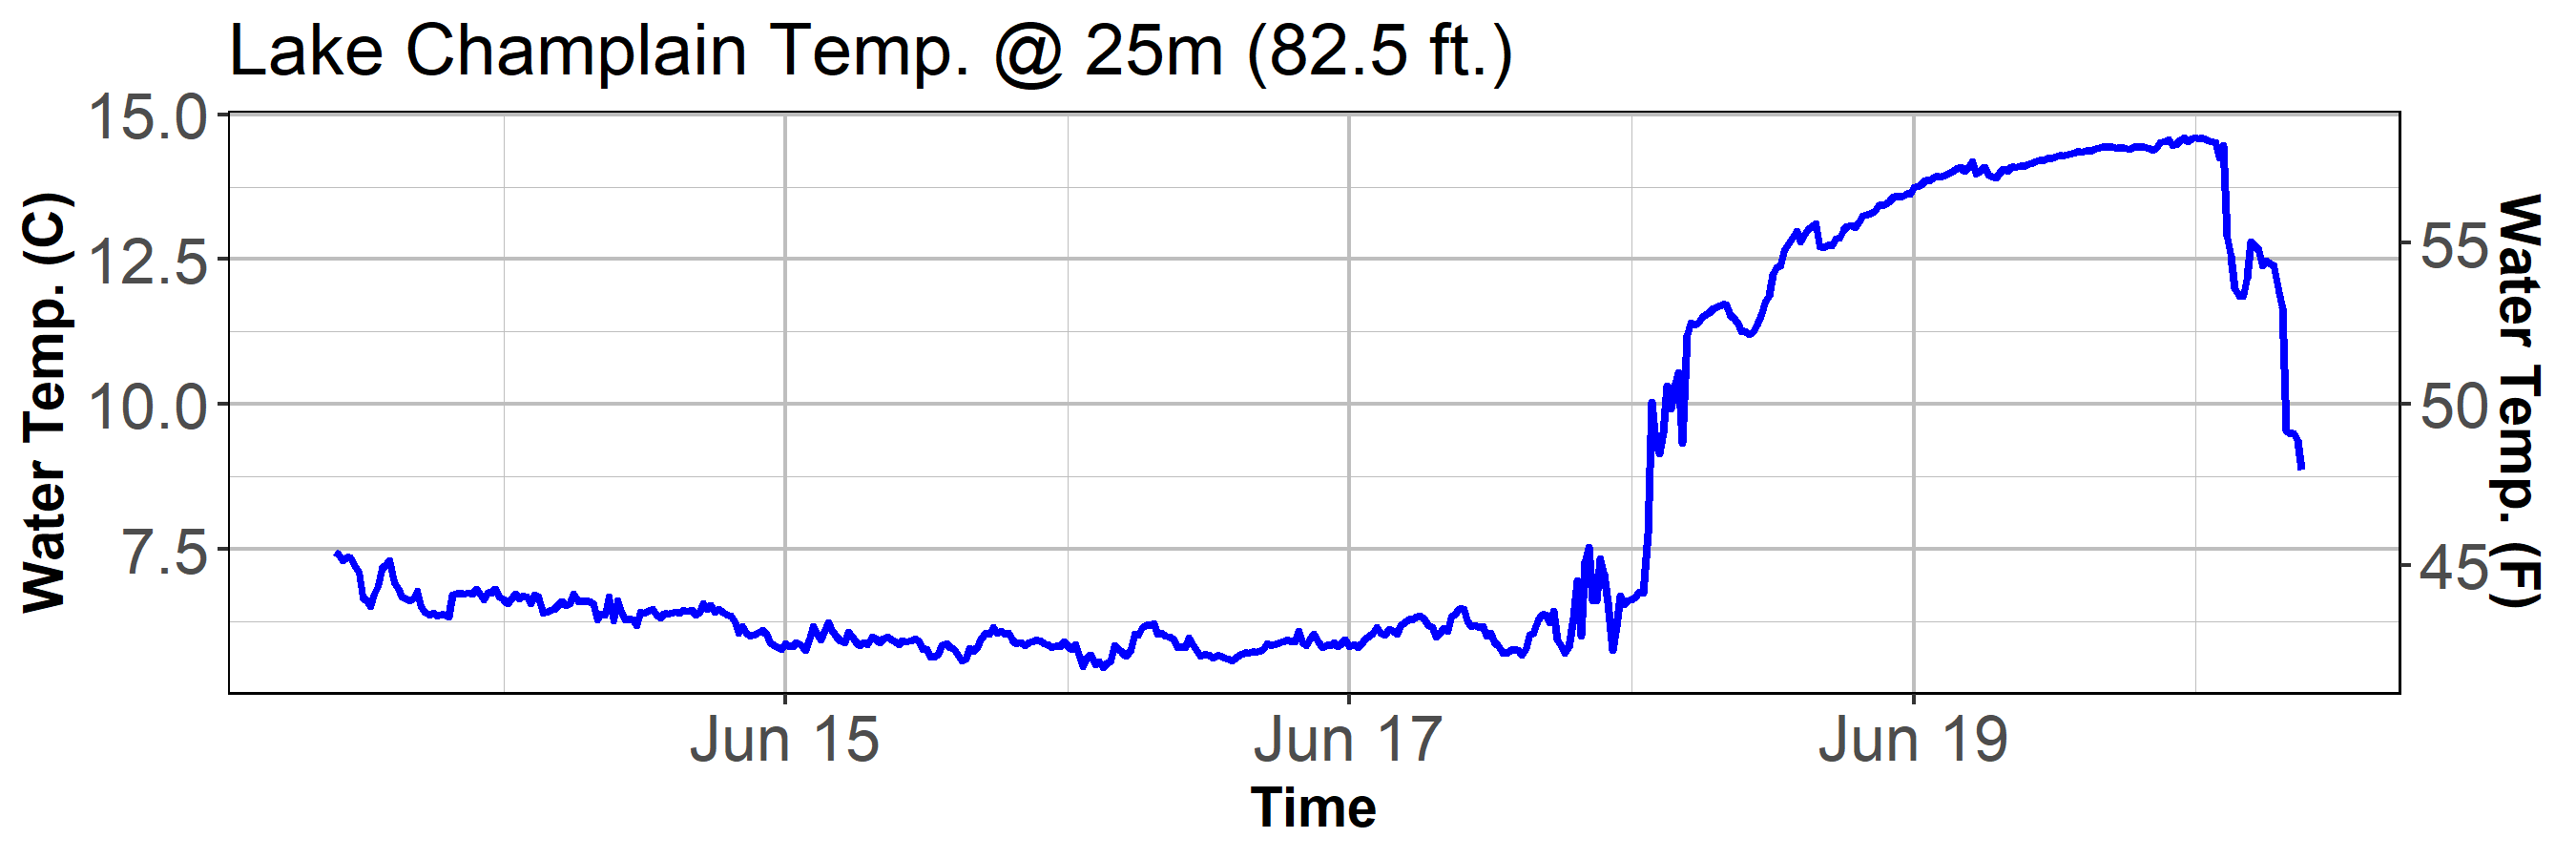 Lake Champlain Temp. @ 25m (82.5 ft.)
Water Temp. (C)
15.0
12.5
10.0
7.5
55
50
45
Water Temp. (F)
Jun 15 Jun 17 Jun 19
Time